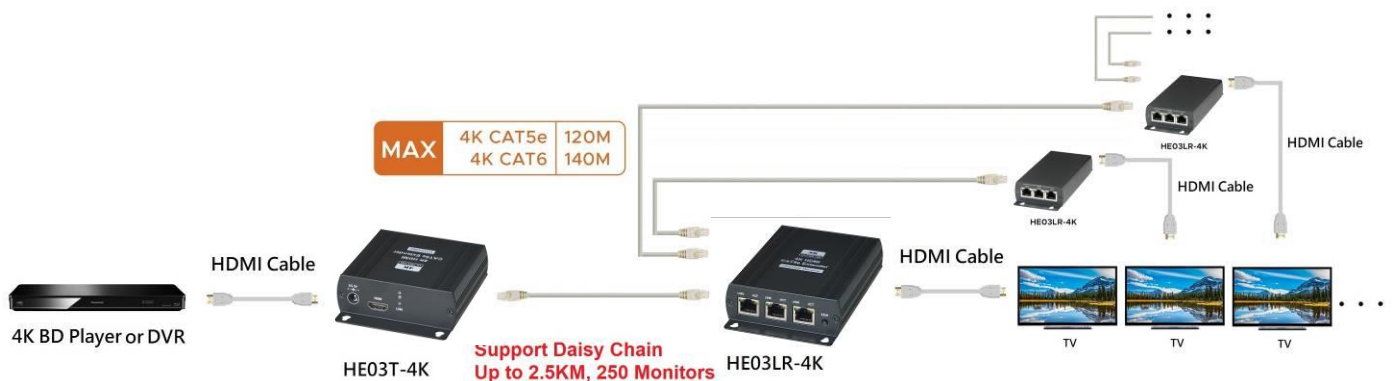 MAX
4K CAT5e 120M
4K CAT6 140M
HDMI Cable
HE03LR-4K
HDMI Cable
HE03LR-4K
HDMI Cable
HDMI Cable
4K BD Player or DVR
HE03T-4K
Support Daisy Chain
Up to 2.5KM, 250 Monitors
HE03LR-4K
TV
TV
TV